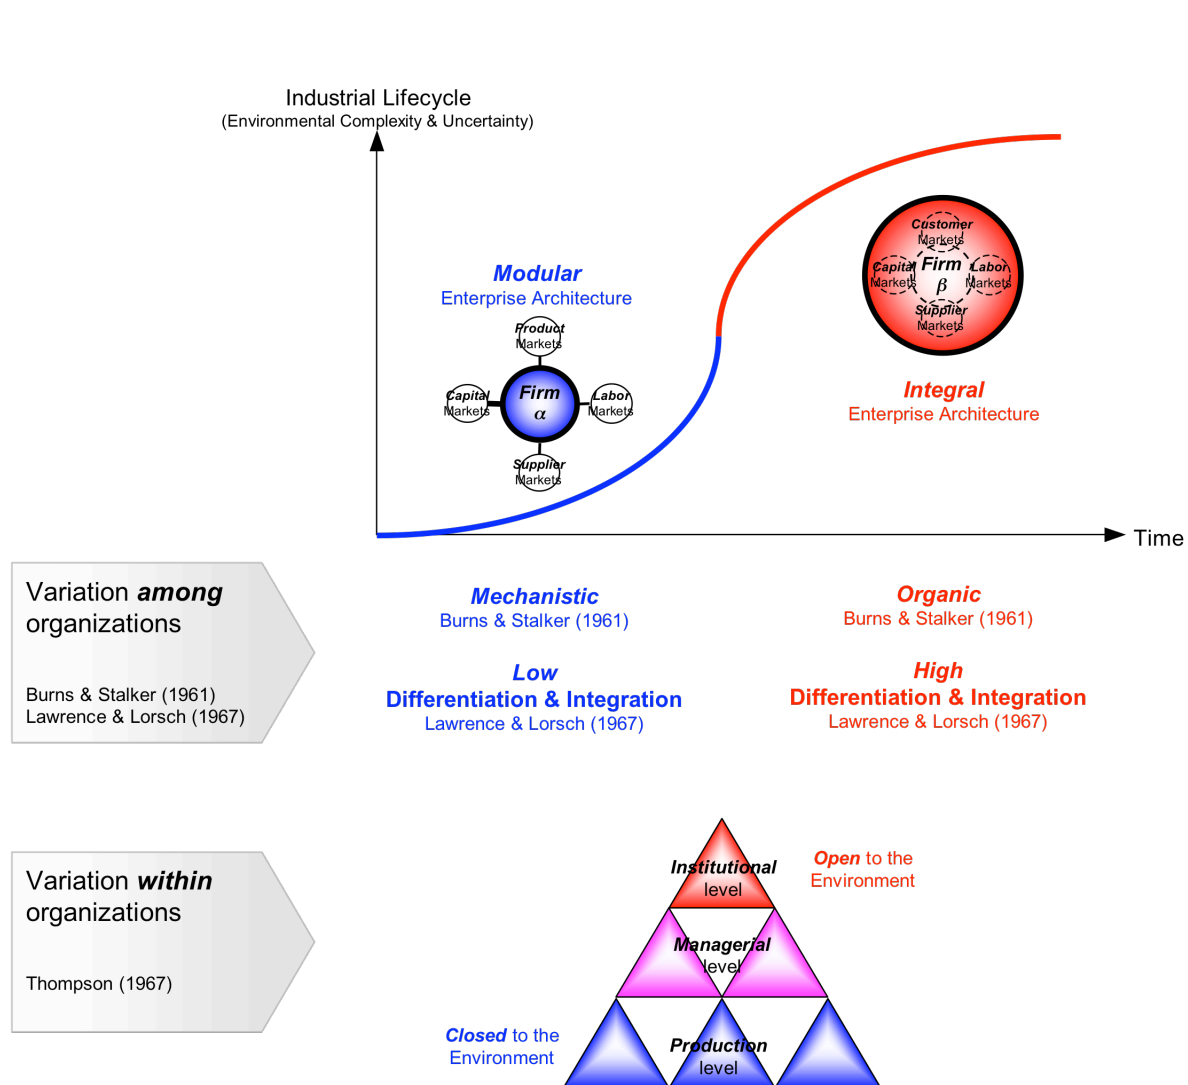 Industrial Lifecycle
(Environmental Complexity & Uncertainty)
Modular
Enterprise Architecture
Product
Markets
Capital
Markets
Firm
α
Labor
Markets
Supplier
Markets
Customer
Markets
Capital
Markets
Firm
β
Labor
Markets
Supplier
Markets
Integral
Enterprise Architecture
Time
Variation among
organizations
Burns & Stalker (1961)
Lawrence & Lorsch (1967)
Mechanistic
Burns & Stalker (1961)
Low
Differentiation & Integration
Lawrence & Lorsch (1967)
Organic
Burns & Stalker (1961)
High
Differentiation & Integration
Lawrence & Lorsch (1967)
Variation within
organizations
Thompson (1967)
Institutional
level
Open to the
Environment
Managerial
level
Closed to the
Environment
Production
level